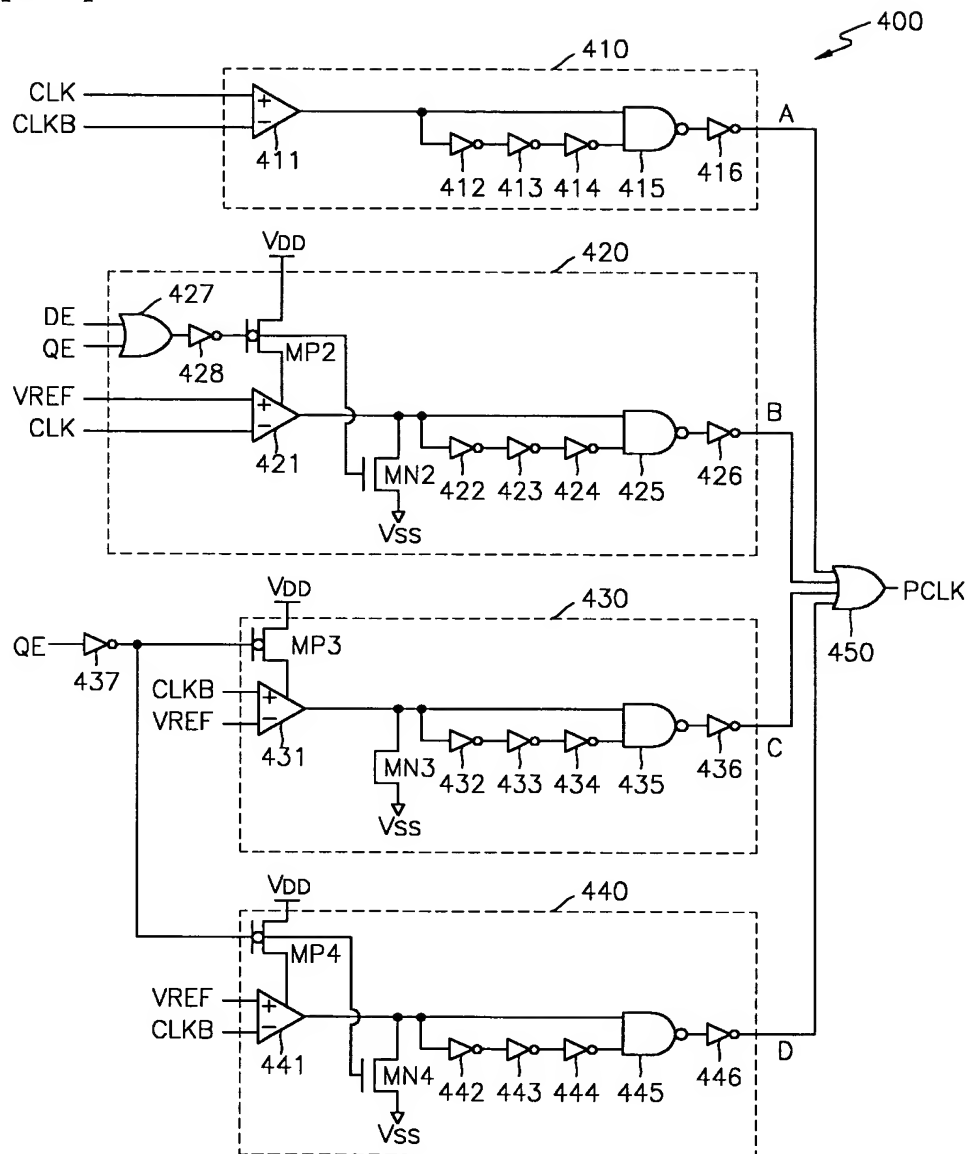 400
410
CLK
CLKB
A
411
412
413
414
415
416
VDD
420
427
DE
QE
428
MP2
VREF
CLK
B
421
MN2
422
423
424
425
426
VSS
VDD
430
PCLK
QE
MP3
450
437
CLKB
VREF
431
MN3
432
433
434
435
436
C
VSS
VDD
440
MP4
VREF
CLKB
441
MN4
442
443
444
445
446
D
VSS